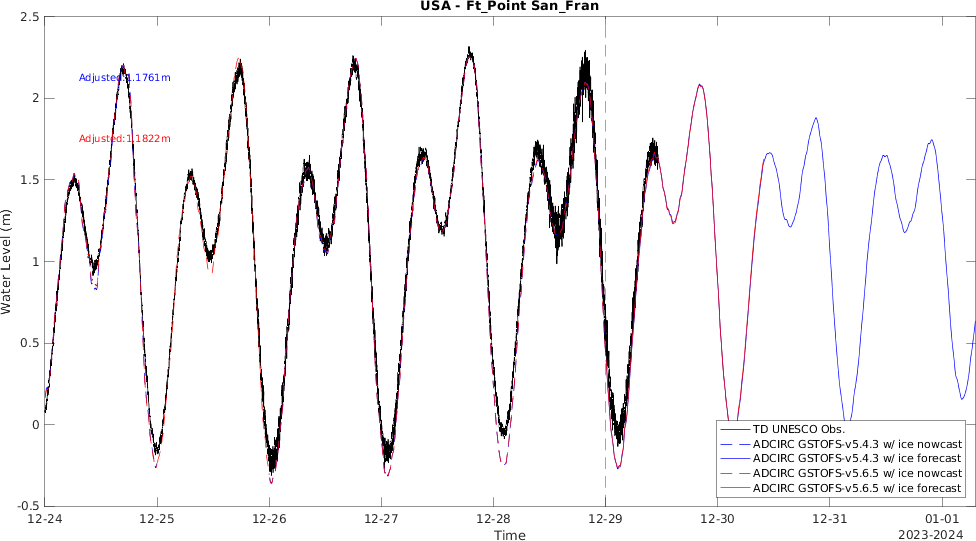 USA - Ft_Point San_Fran
2.5
2
1.5
1
0.5
0
-0.5
Water Level (m)
Adjusted:1.1761m
Adjusted:1.1822m
TD UNESCO Obs.
ADCIRC GSTOFS-v5.4.3 w/ ice nowcast
ADCIRC GSTOFS-v5.4.3 w/ ice forecast
ADCIRC GSTOFS-v5.6.5 w/ ice nowcast
ADCIRC GSTOFS-v5.6.5 w/ ice forecast
12-24 12-25 12-26 12-27 12-28 12-29 12-30 12-31 01-01
Time
2023-2024